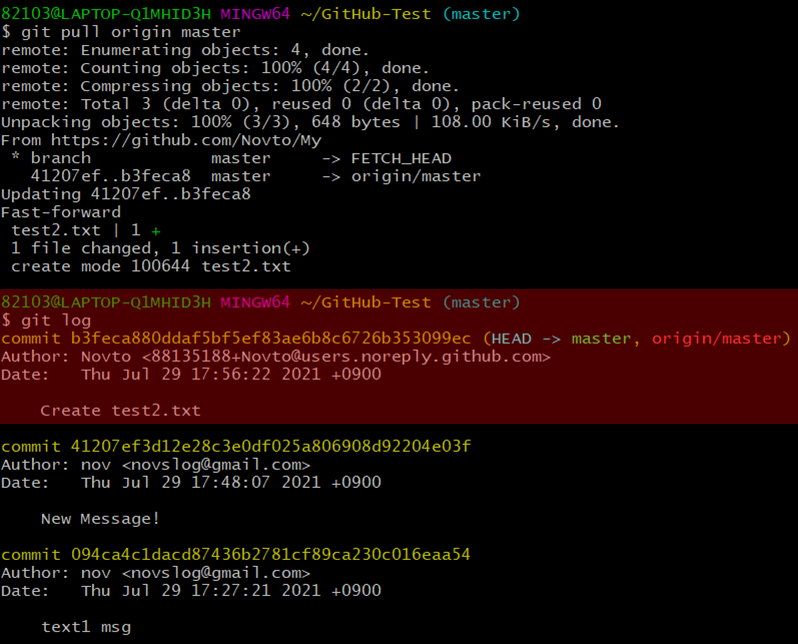 82103@LAPTOP-Q1MHID3H MINGW64 ~/GitHub-Test (master)
$ git pull origin master
remote: Enumerating objects: 4, done.
remote: Counting objects: 100% (4/4), done.
remote: Compressing objects: 100% (2/2), done.
remote: Total 3 (delta 0), reused 0 (delta 0), pack-reused 0
Unpacking objects: 100% (3/3), 648 bytes | 108.00 KiB/s, done.
From https://github.com/Novto/My
 * branch            master     -> FETCH_HEAD
   41207ef..b3feca8  master     -> origin/master
Updating 41207ef..b3feca8
Fast-forward
 test2.txt | 1 +
 1 file changed, 1 insertion(+)
 create mode 100644 test2.txt
82103@LAPTOP-Q1MHID3H MINGW64 ~/GitHub-Test (master)
$ git log
commit b3feca880ddaf5bf5ef83ae6b8c6726b353099ec (HEAD -> master, origin/master)
Author: Novto <88135188+Novto@users.noreply.github.com>
Date:   Thu Jul 29 17:56:22 2021 +0900
    Create test2.txt
commit 41207ef3d12e28c3e0df025a806908d92204e03f
Author: nov <novslog@gmail.com>
Date:   Thu Jul 29 17:48:07 2021 +0900
    New Message!
commit 094ca4c1dacd87436b2781cf89ca230c016eaa54
Author: nov <novslog@gmail.com>
Date:   Thu Jul 29 17:27:21 2021 +0900
    text1 msg